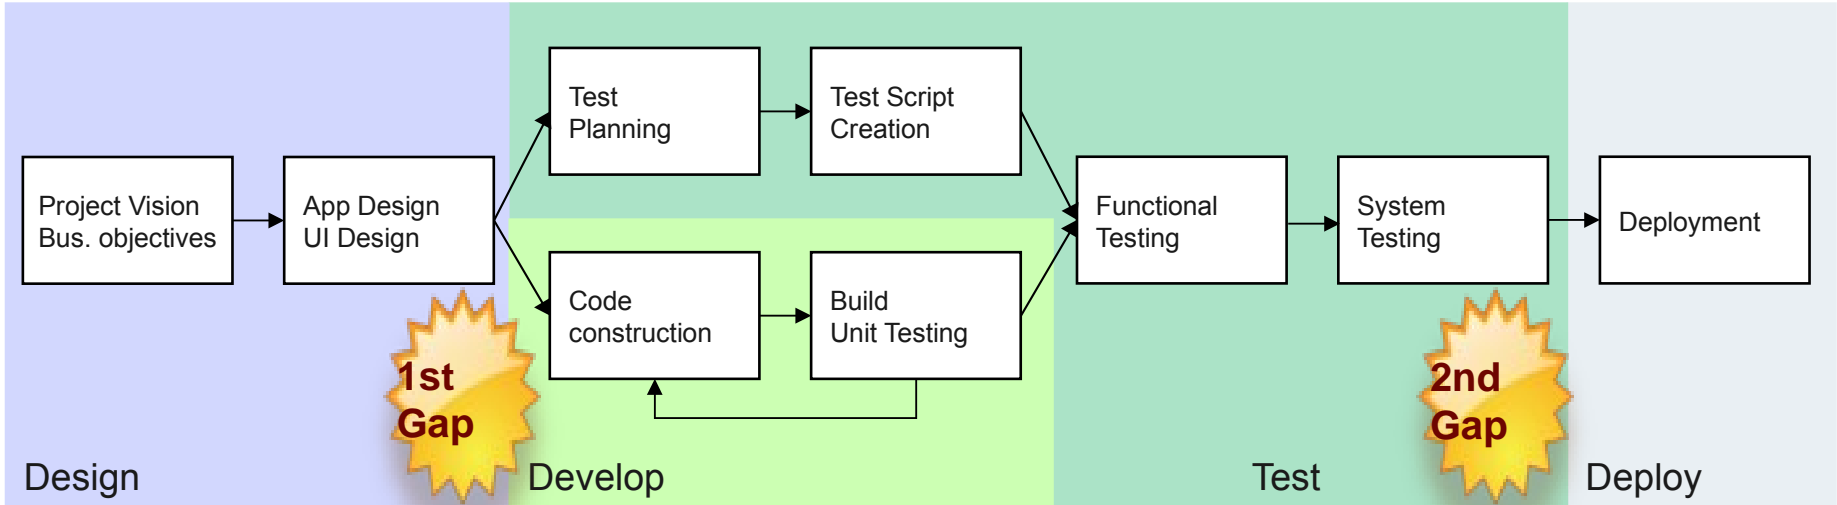 Project Vision
Bus. objectives
App Design
UI Design
Test
Planning
Test Script
Creation
Code
construction
Build
Unit Testing
Functional
Testing
System
Testing
Deployment
1st
Gap
2nd
Gap
Design
Develop
Test
Deploy